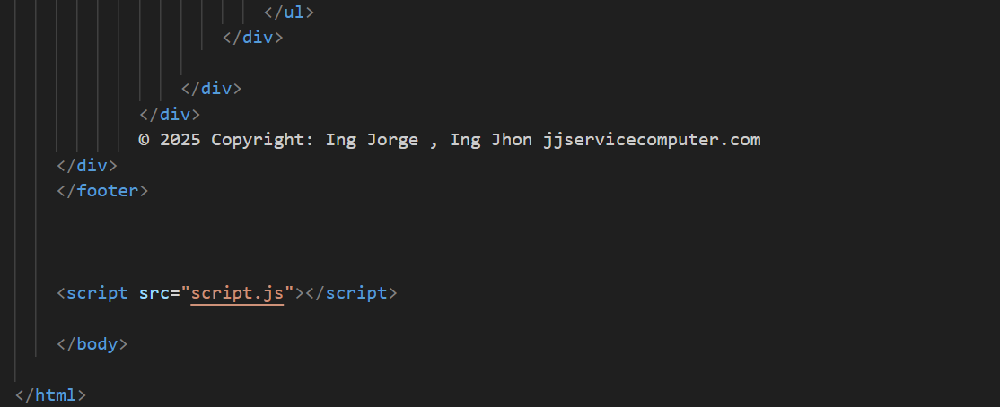 </ul>
</div>
</div>
</div>
© 2025 Copyright: Ing Jorge , Ing Jhon jjservicecomputer.com
</div>
</footer>
<script src="script.js"></script>
</body>
</html>